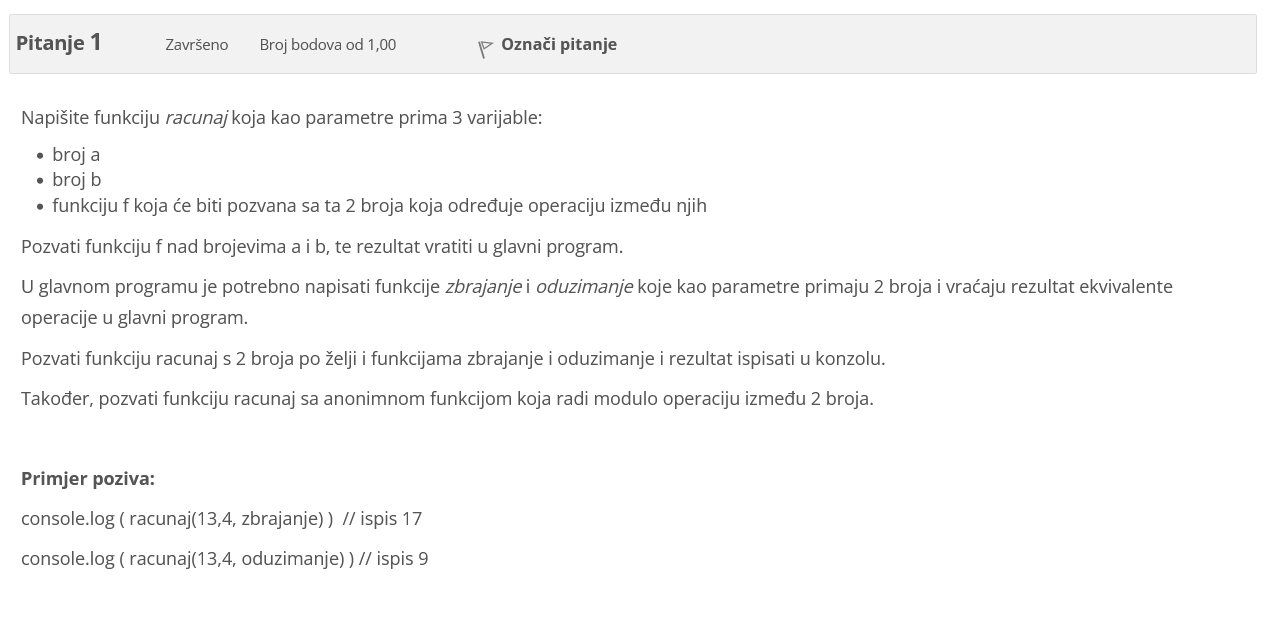 Pitanje 1 Završeno Broj bodova od 1,00 Označi pitanje
Napišite funkciju racunaj koja kao parametre prima 3 varijable:
• broj a
• broj b
• funkciju f koja će biti pozvana sa ta 2 broja koja određuje operaciju između njih
Pozvati funkciju f nad brojevima a i b, te rezultat vratiti u glavni program.
U glavnom programu je potrebno napisati funkcije zbrajanje i oduzimanje koje kao parametre primaju 2 broja i vraćaju rezultat ekvivalente
operacije u glavni program.
Pozvati funkciju racunaj s 2 broja po želji i funkcijama zbrajanje i oduzimanje i rezultat ispisati u konzolu.
Također, pozvati funkciju racunaj sa anonimnom funkcijom koja radi modulo operaciju između 2 broja.
Primjer poziva:
console.log ( racunaj(13,4, zbrajanje) )  // ispis 17
console.log ( racunaj(13,4, oduzimanje) ) // ispis 9